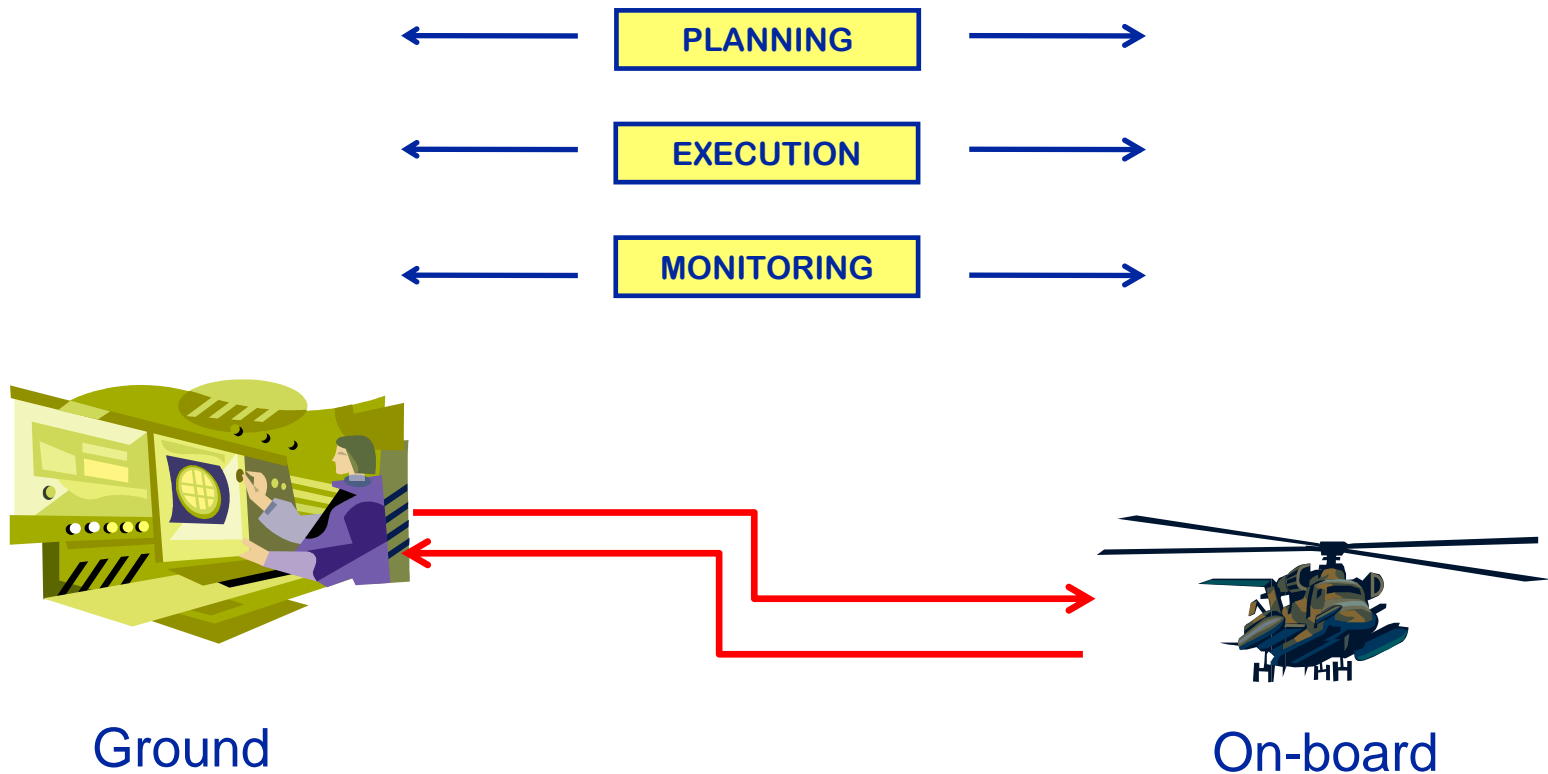 PLANNING
EXECUTION
MONITORING
Ground
On-board